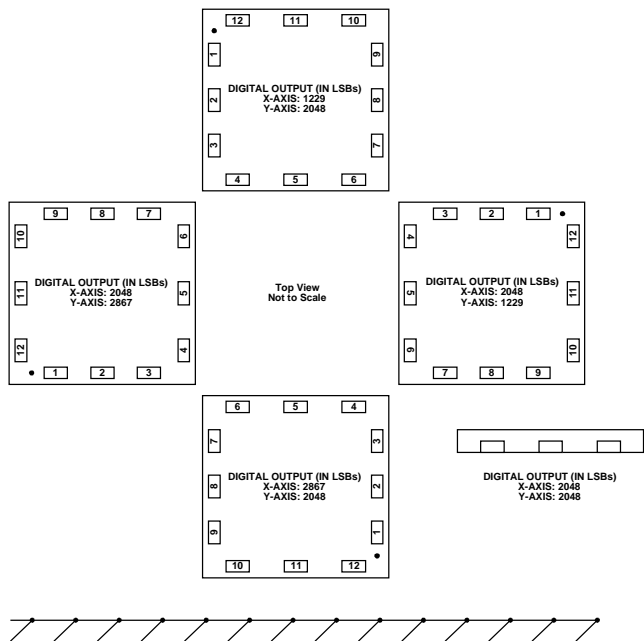 12 11 10
1 9
DIGITAL OUTPUT (IN LSBs)
X-AXIS: 1229
Y-AXIS: 2048
2 8
3 7
4 5 6
9 8 7
10 6
DIGITAL OUTPUT (IN LSBs)
X-AXIS: 2048
Y-AXIS: 2867
11 5
12 4
1 2 3
Top View
Not to Scale
3 2 1
4 12
DIGITAL OUTPUT (IN LSBs)
X-AXIS: 2048
Y-AXIS: 1229
5 11
6 10
7 8 9
6 5 4
7 3
DIGITAL OUTPUT (IN LSBs)
X-AXIS: 2867
Y-AXIS: 2048
8 2
9 1
10 11 12
DIGITAL OUTPUT (IN LSBs)
X-AXIS: 2048
Y-AXIS: 2048